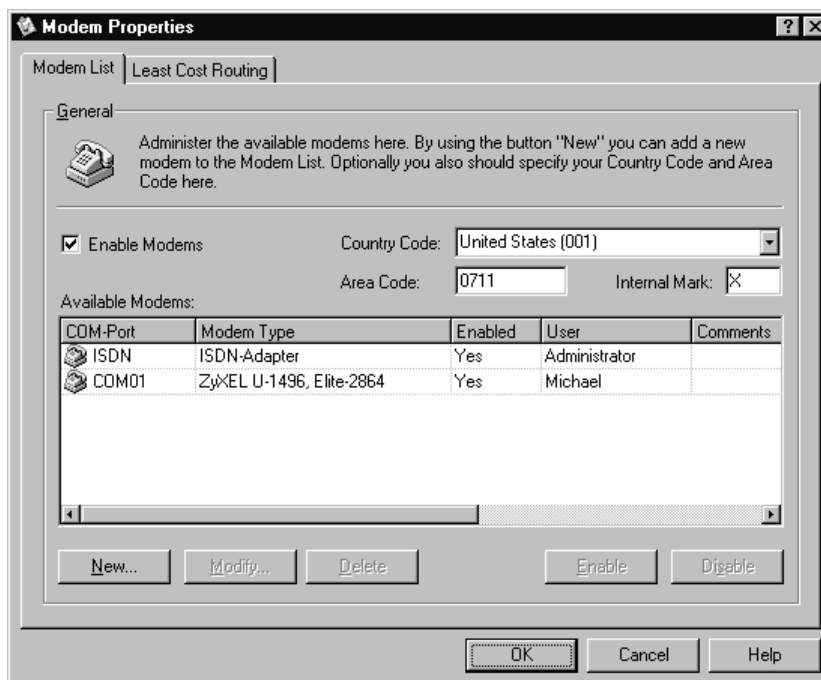 Modem Properties
Modem List
Least Cost Routing
General
Administer the available modems here. By using the button "New" you can add a new
modem to the Modem List. Optionally you also should specify your Country Code and Area
Code here.
Enable Modems
Country Code:
United States (001)
Area Code:
0711
Internal Mark:
X
Available Modems:
COM-Port Modem Type Enabled User Comments
ISDN ISDN-Adapter Yes Administrator
COM01 ZyXEL U-1496, Elite-2864 Yes Michael
New... Modify... Delete Enable Disable
OK Cancel Help